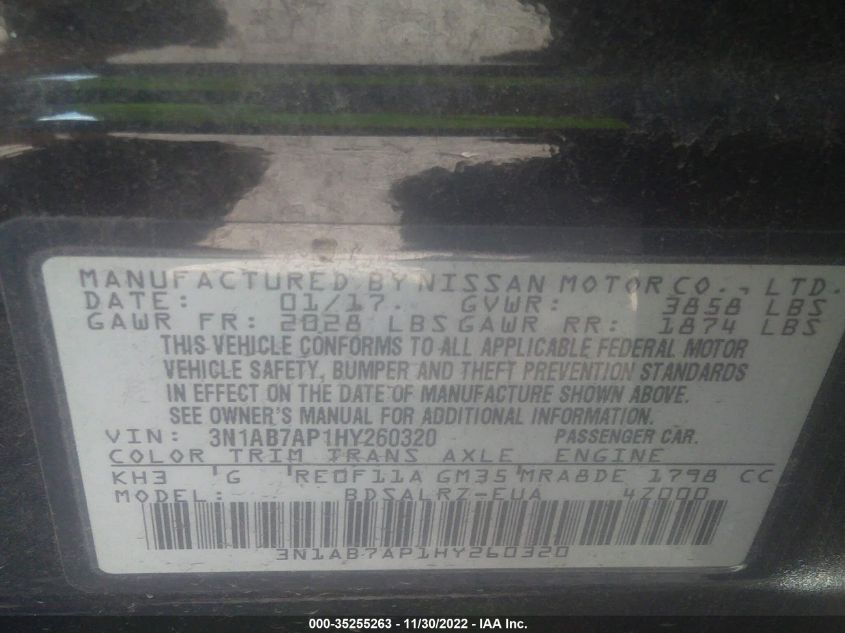 MANUFACTURED BY NISSAN MOTOR CO., LTD.
DATE: 01/17. GVWR: 3858 LBS
GAWR FR: 2028 LBS GAWR RR: 1874 LBS
THIS VEHICLE CONFORMS TO ALL APPLICABLE FEDERAL MOTOR
VEHICLE SAFETY, BUMPER AND THEFT PREVENTION STANDARDS
IN EFFECT ON THE DATE OF MANUFACTURE SHOWN ABOVE.
SEE OWNER'S MANUAL FOR ADDITIONAL INFORMATION.
VIN: 3N1AB7AP1HY260320 PASSENGER CAR.
COLOR TRIM TRANS AXLE ENGINE
KH3 G RE0F11A GM35 MRA8DE 1798 CC
MODEL: BDSALRZ-EUA 4Z000
3N1AB7AP1HY260320
000-35255263 - 11/30/2022 - IAA Inc.